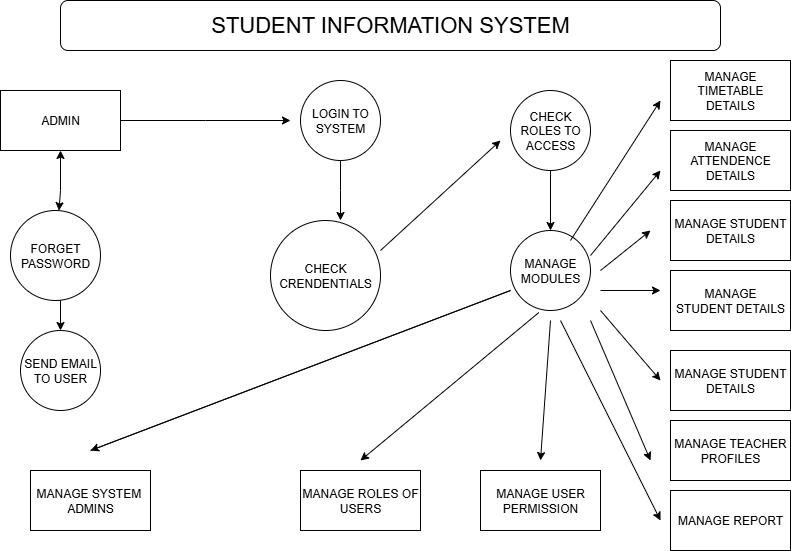 STUDENT INFORMATION SYSTEM
ADMIN
LOGIN TO
SYSTEM
CHECK
ROLES TO
ACCESS
MANAGE
TIMETABLE
DETAILS
MANAGE
ATTENDENCE
DETAILS
MANAGE STUDENT
DETAILS
FORGET
PASSWORD
CHECK
CRENDENTIALS
MANAGE
MODULES
MANAGE
STUDENT DETAILS
SEND EMAIL
TO USER
MANAGE STUDENT
DETAILS
MANAGE TEACHER
PROFILES
MANAGE SYSTEM
ADMINS
MANAGE ROLES OF
USERS
MANAGE USER
PERMISSION
MANAGE REPORT